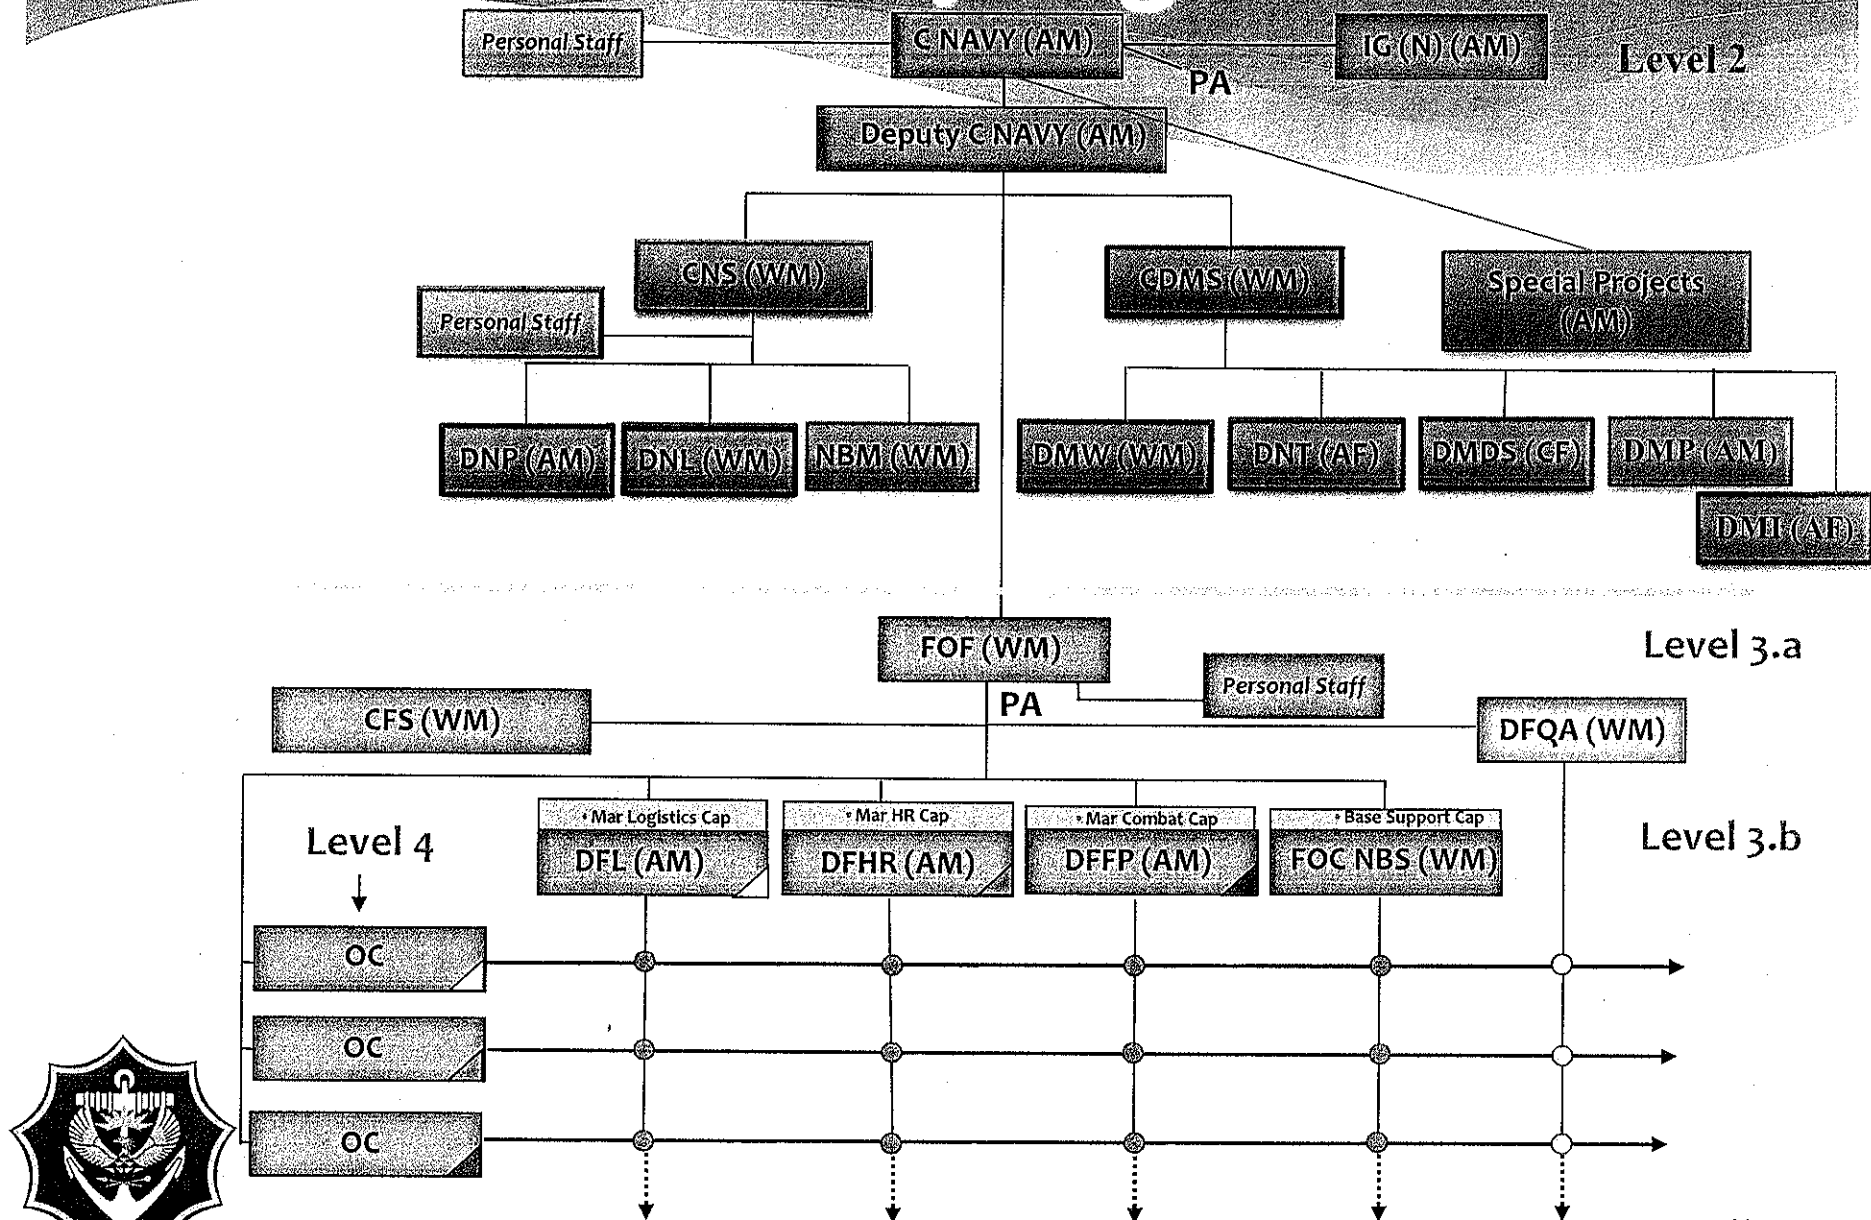 Personal Staff
C NAVY (AM)
IG (N) (AM)
Level 2
PA
Deputy C NAVY (AM)
CNS (WM)
CDMS (WM)
Special Projects
(AM)
Personal Staff
DNP (AM)
DNL (WM)
NBM (WM)
DMW (WM)
DNT (AF)
DMDS (CF)
DMP (AM)
DMI (AF)
FOF (WM)
Level 3.a
Personal Staff
PA
CFS (WM)
DFQA (WM)
• Mar Logistics Cap
• Mar HR Cap
• Mar Combat Cap
• Base Support Cap
Level 4
DFL (AM)
DFHR (AM)
DFFP (AM)
FOC NBS (WM)
Level 3.b
OC
OC
OC